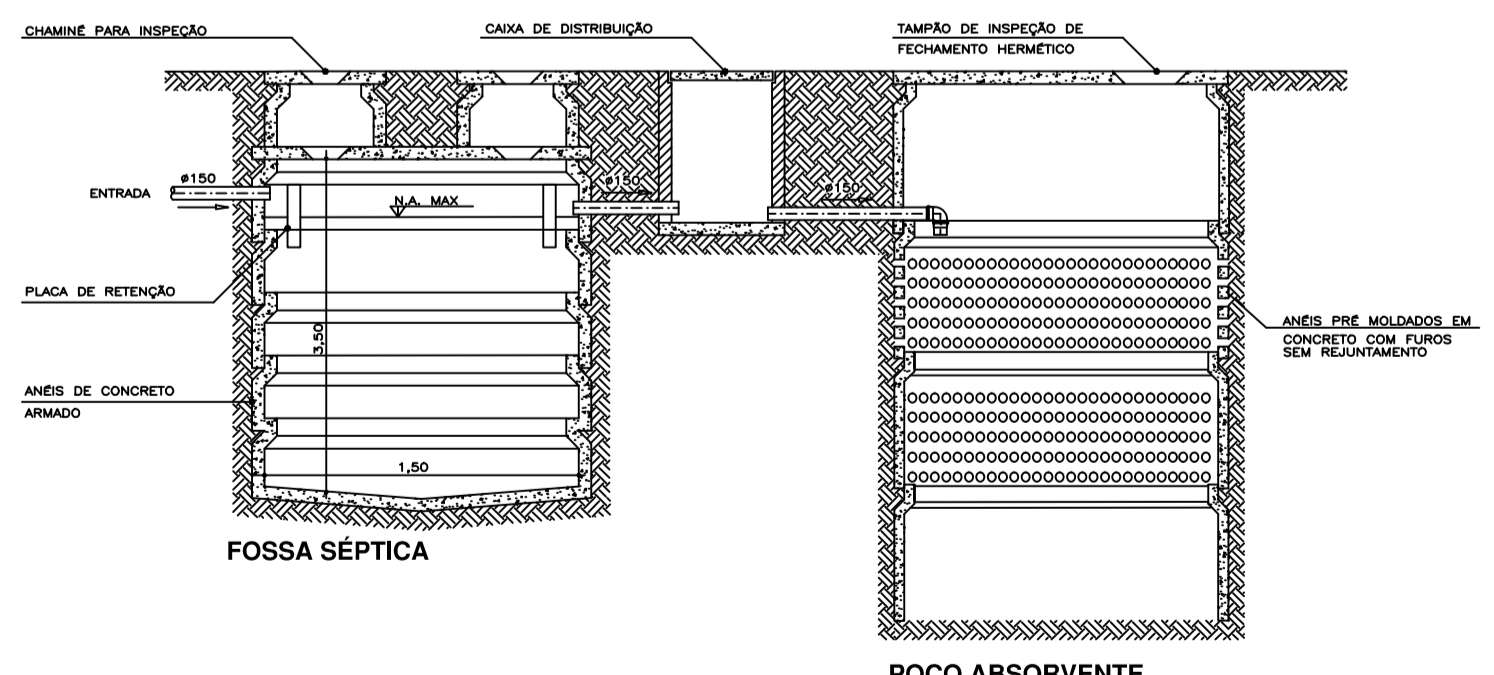 CHAMINÉ PARA INSPEÇÃO
CAIXA DE DISTRIBUIÇÃO
TAMPÃO DE INSPEÇÃO DE
FECHAMENTO HERMÉTICO
ø150
ENTRADA
N.A. MAX
ø150
ø150
PLACA DE RETENÇÃO
3,50
ANÉIS PRÉ MOLDADOS EM
CONCRETO COM FUROS
SEM REJUNTAMENTO
ANÉIS DE CONCRETO
ARMADO
1,50
FOSSA SÉPTICA
POÇO ABSORVENTE